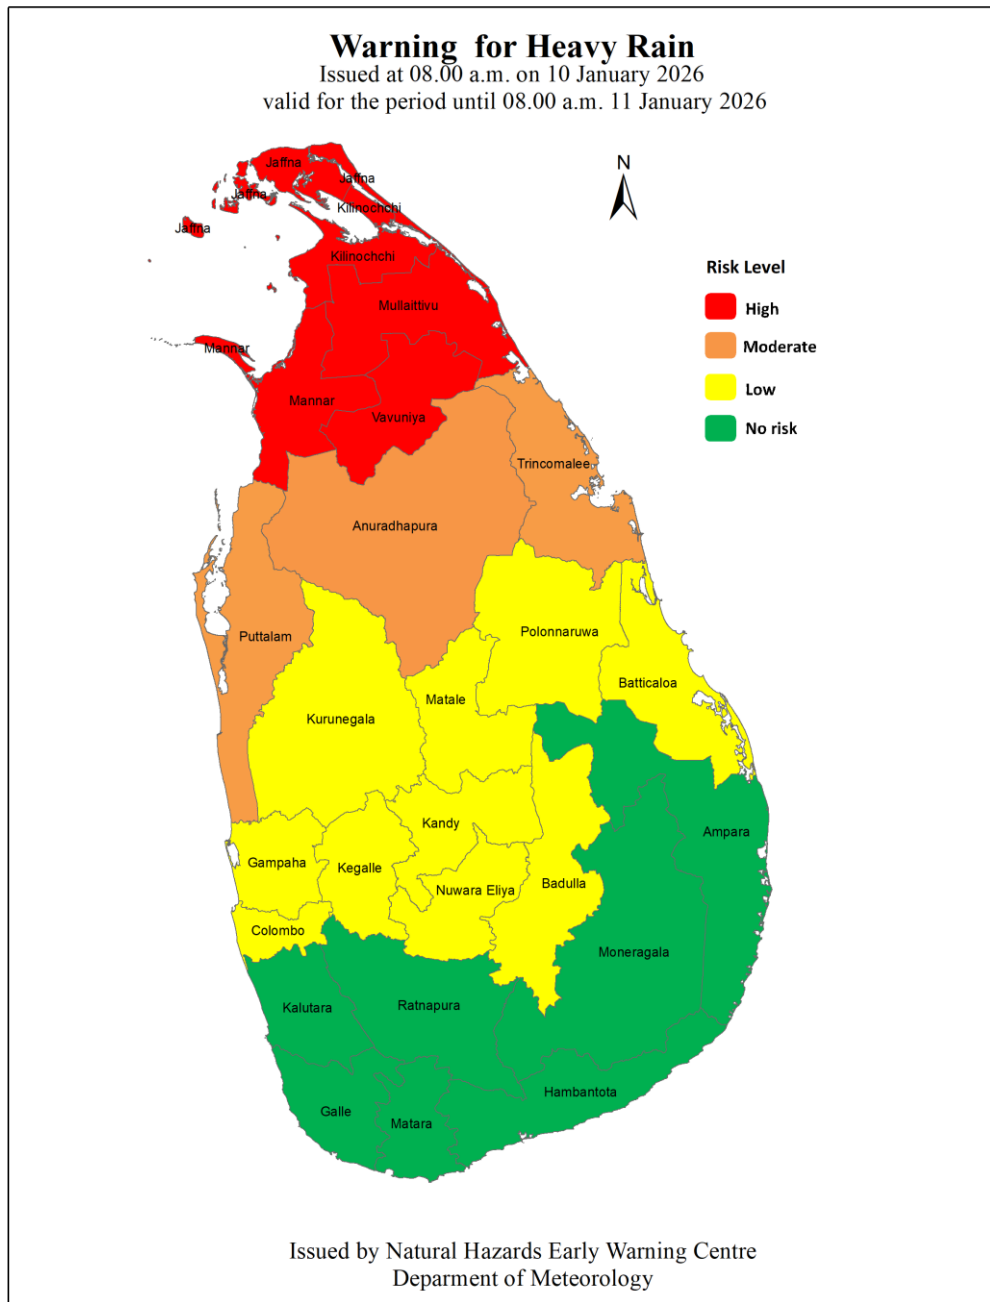 Warning for Heavy Rain
Issued at 08.00 a.m. on 10 January 2026
valid for the period until 08.00 a.m. 11 January 2026
N
Jaffna
Jaffna
Jaffna
Kilinochchi
Jaffna
Kilinochchi
Risk Level
High
Mullaittivu
Moderate
Mannar
Low
Mannar
Vavuniya
No risk
Trincomalee
Anuradhapura
Polonnaruwa
Puttalam
Batticaloa
Matale
Kurunegala
Kandy
Ampara
Gampaha
Kegalle
Badulla
Nuwara Eliya
Colombo
Moneragala
Ratnapura
Kalutara
Hambantota
Galle
Matara
Issued by Natural Hazards Early Warning Centre
Deparment of Meteorology